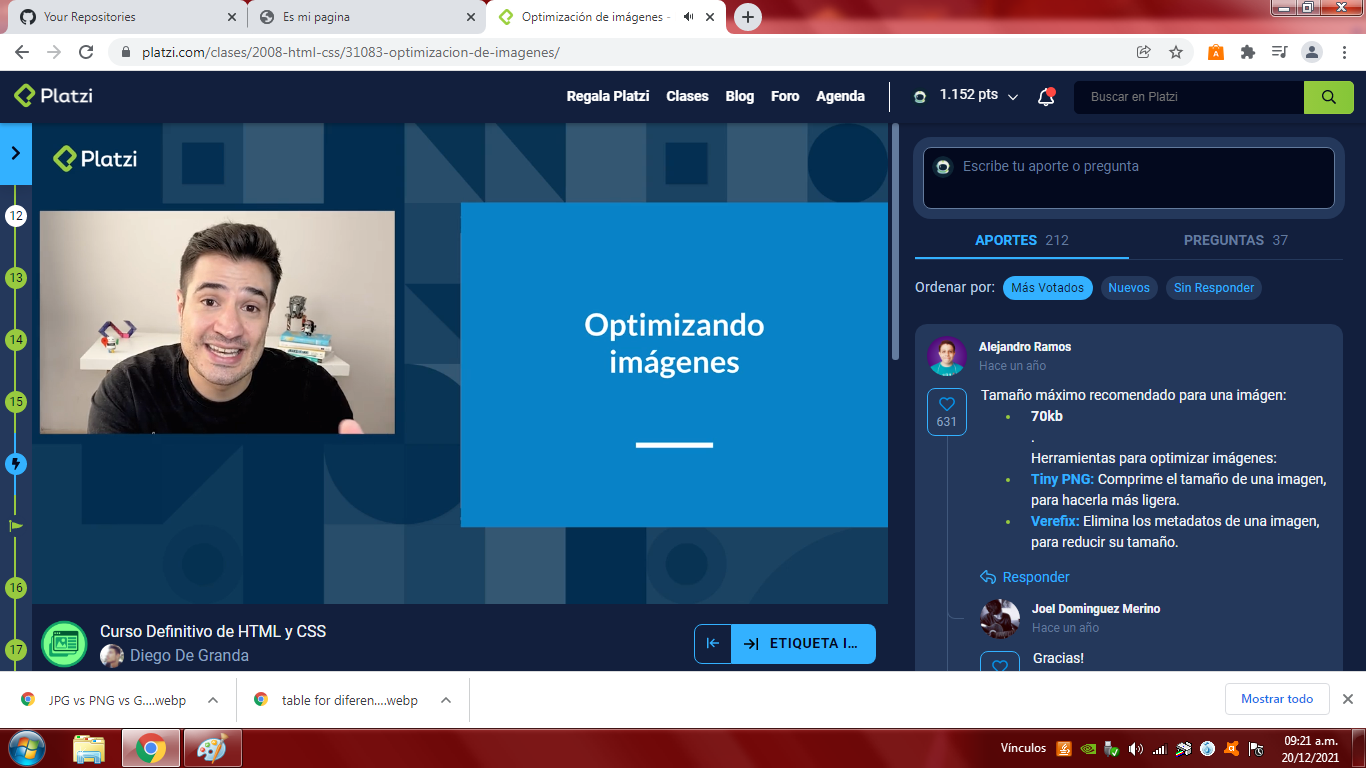 Your Repositories
Es mi pagina
Optimización de imágenes -
platzi.com/clases/2008-html-css/31083-optimizacion-de-imagenes/
Platzi
Regala Platzi
Clases
Blog
Foro
Agenda
1.152 pts
Buscar en Platzi
12
13
14
15
16
17
Platzi
Optimizando
imágenes
Curso Definitivo de HTML y CSS
Diego De Granda
ETIQUETA I...
Escribe tu aporte o pregunta
APORTES 212
PREGUNTAS 37
Ordenar por:
Más Votados
Nuevos
Sin Responder
Alejandro Ramos
Hace un año
631
Tamaño máximo recomendado para una imágen:
• 70kb
.
Herramientas para optimizar imágenes:
• Tiny PNG: Comprime el tamaño de una imagen,
para hacerla más ligera.
• Verefix: Elimina los metadatos de una imagen,
para reducir su tamaño.
Responder
Joel Dominguez Merino
Hace un año
Gracias!
JPG vs PNG vs G....webp
table for diferen....webp
Mostrar todo
Vínculos
09:21 a.m.
20/12/2021